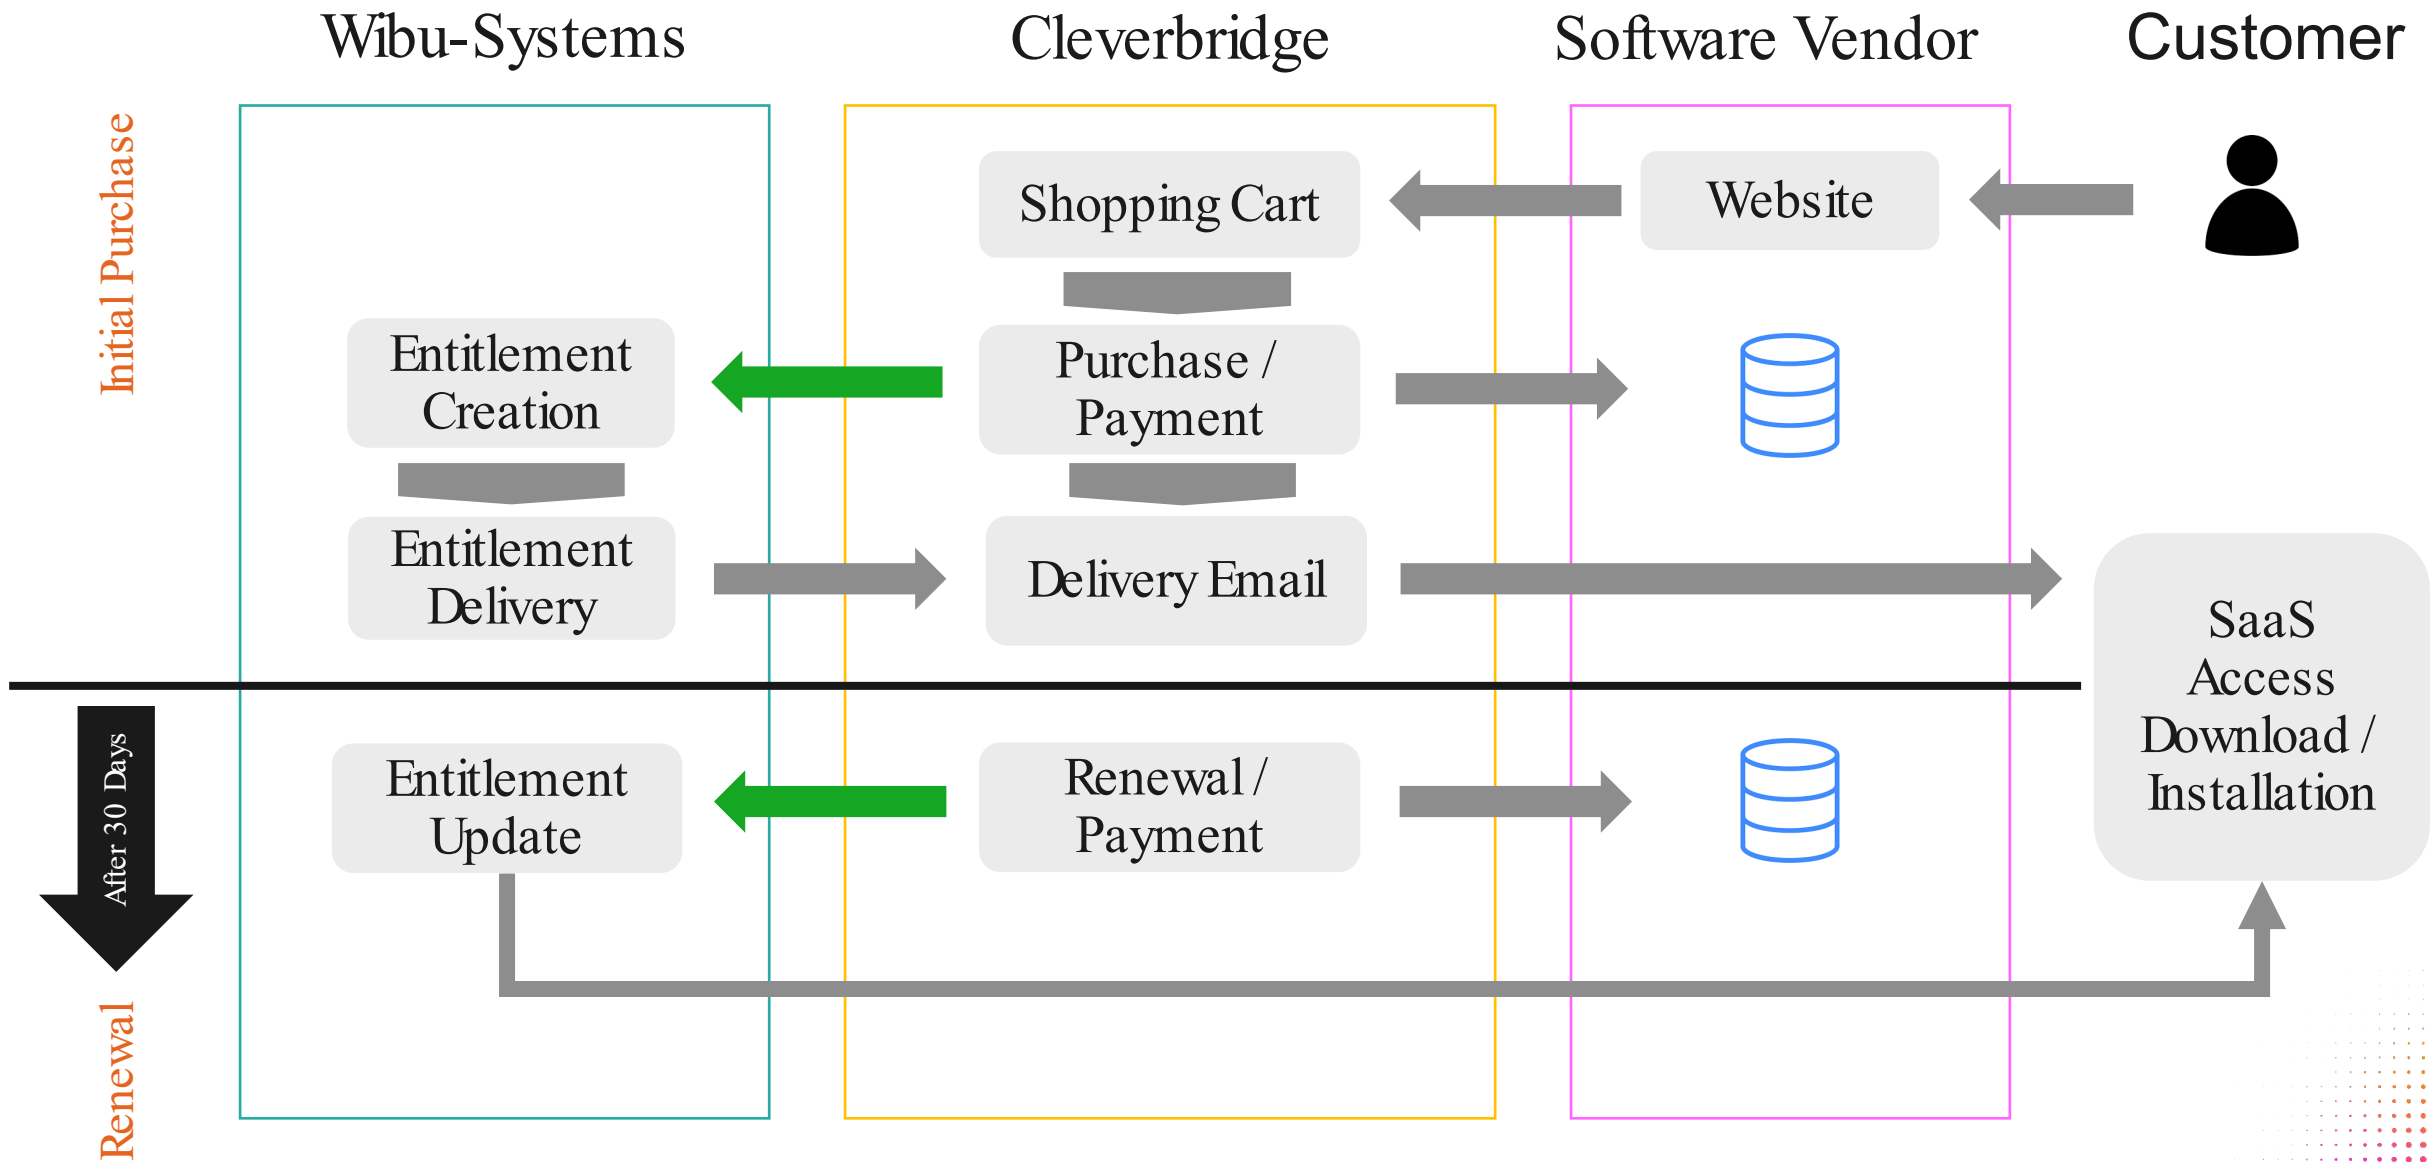 Wibu-Systems
Cleverbridge
Software Vendor
Customer
Initial Purchase
Shopping Cart
Website
Entitlement
Creation
Purchase /
Payment
Entitlement
Delivery
Delivery Email
SaaS
Access
Download /
Installation
After 30 Days
Entitlement
Update
Renewal /
Payment
Renewal